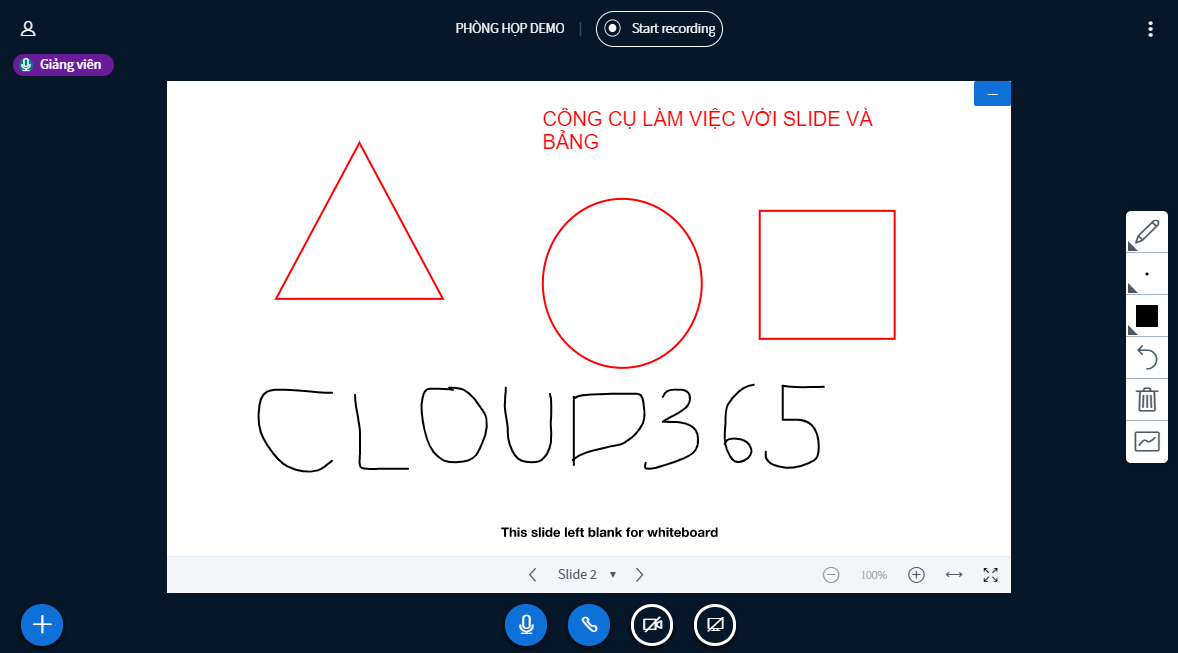 PHÒNG HỌP DEMO
Start recording
Giảng viên
CÔNG CỤ LÀM VIỆC VỚI SLIDE VÀ
BẢNG
CLOUD365
This slide left blank for whiteboard
Slide 2
100%